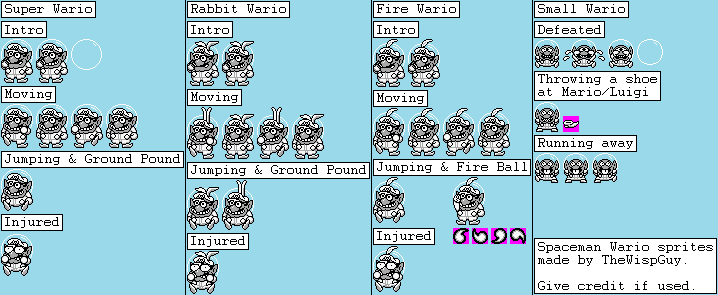 Super Wario
Intro
Moving
Jumping & Ground Pound
Injured
Rabbit Wario
Intro
Moving
Jumping & Ground Pound
Injured
Fire Wario
Intro
Moving
Jumping & Fire Ball
Injured
Small Wario
Defeated
Throwing a shoe
at Mario/Luigi
Running away
Spaceman Wario sprites
made by TheWispGuy.
Give credit if used.